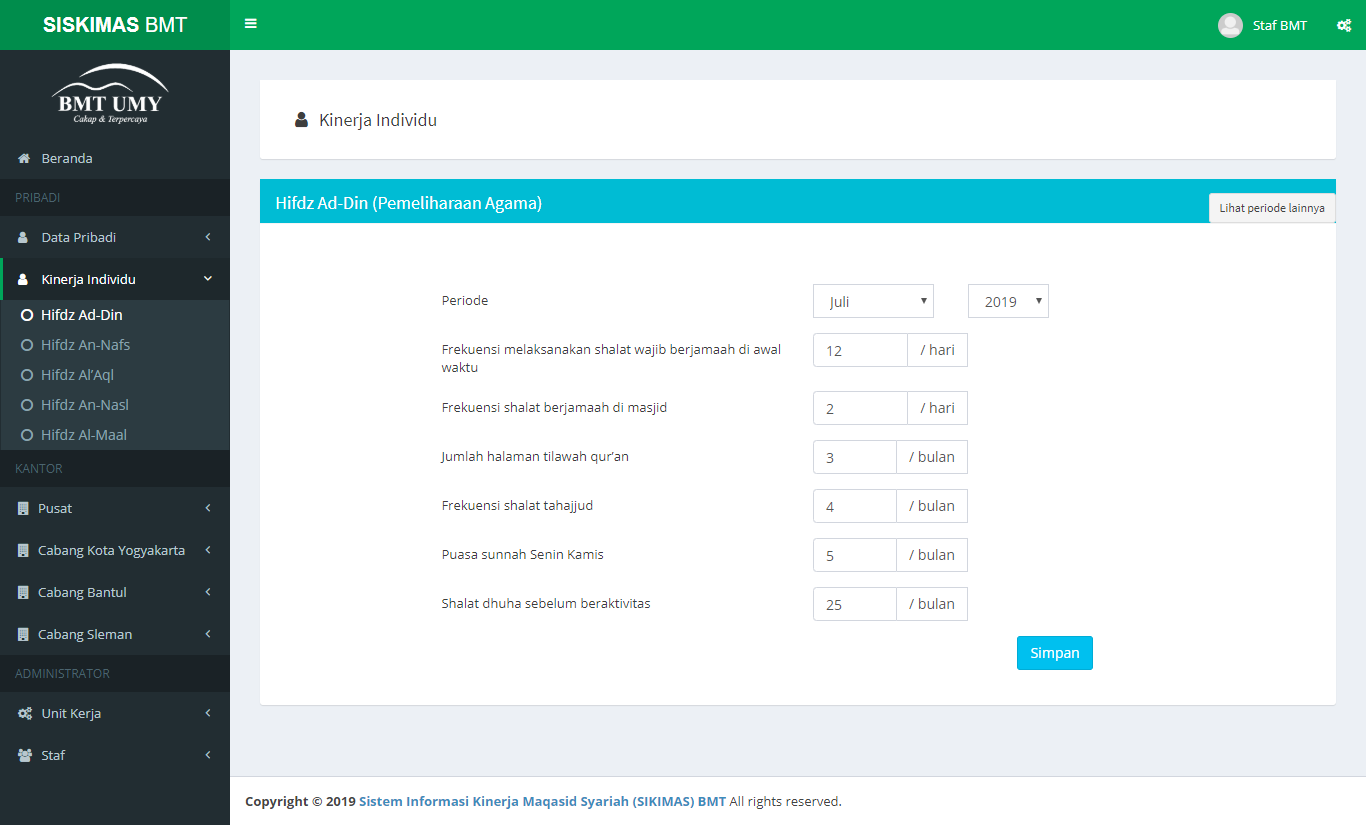 SISKIMAS BMT
Staf BMT
BMT UMY
Cakap & Terpercaya
Beranda
PRIBADI
Data Pribadi
Kinerja Individu
Hifdz Ad-Din
Hifdz An-Nafs
Hifdz Al'Aql
Hifdz An-Nasl
Hifdz Al-Maal
KANTOR
Pusat
Cabang Kota Yogyakarta
Cabang Bantul
Cabang Sleman
ADMINISTRATOR
Unit Kerja
Staf
Kinerja Individu
Hifdz Ad-Din (Pemeliharaan Agama)
Lihat periode lainnya
Periode Juli 2019
Frekuensi melaksanakan shalat wajib berjamaah di awal
waktu
12 / hari
Frekuensi shalat berjamaah di masjid 2 / hari
Jumlah halaman tilawah qur'an 3 / bulan
Frekuensi shalat tahajjud 4 / bulan
Puasa sunnah Senin Kamis 5 / bulan
Shalat dhuha sebelum beraktivitas 25 / bulan
Simpan
Copyright © 2019 Sistem Informasi Kinerja Maqasid Syariah (SIKIMAS) BMT All rights reserved.